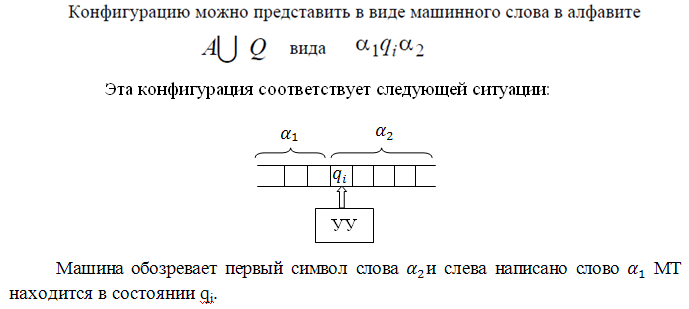 Конфигурацию можно представить в виде машинного слова в алфавите
A⋃ Q вида α₁qᵢα₂
Эта конфигурация соответствует следующей ситуации:
α₁ α₂
qᵢ
УУ
Машина обозревает первый символ слова α₂и слева написано слово α₁ МТ
находится в состоянии qᵢ.